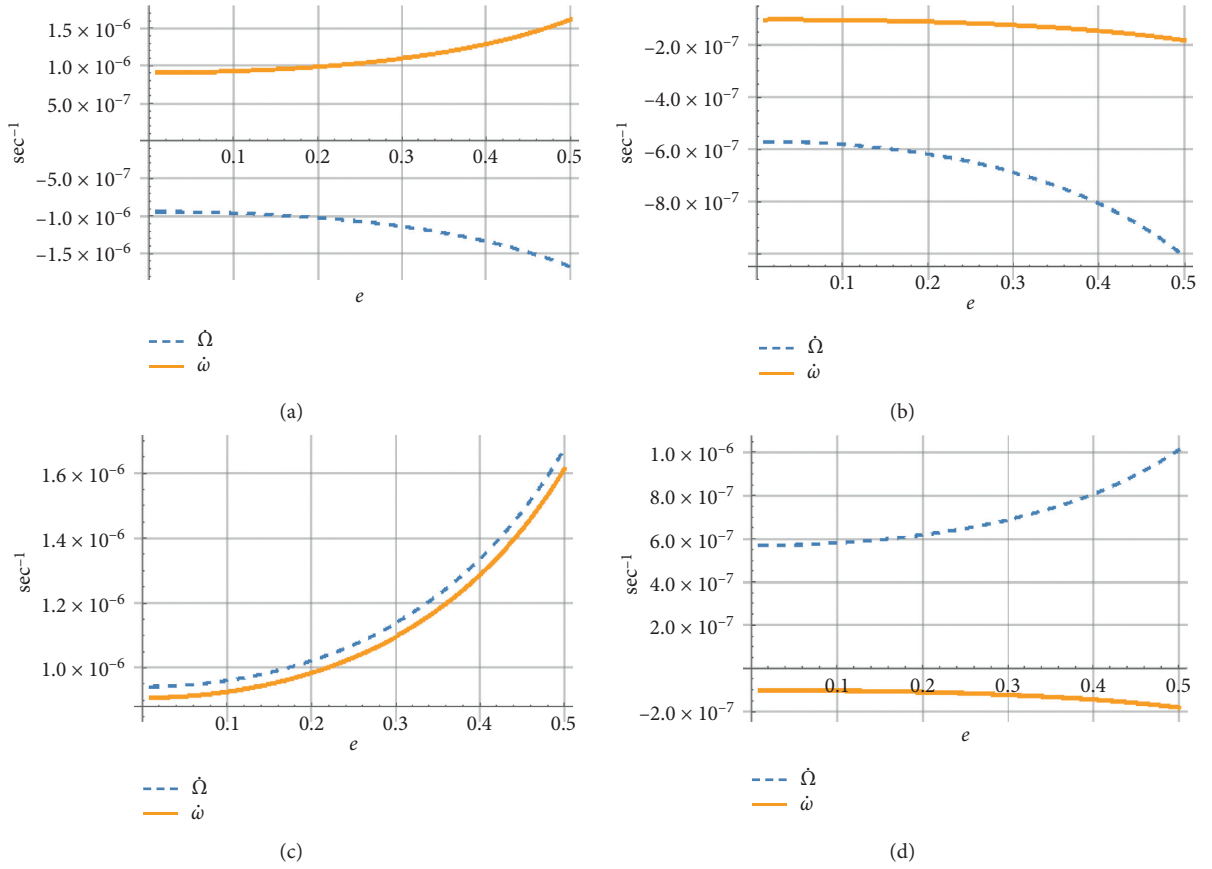 1.5 × 10⁻⁶
1.0 × 10⁻⁶
5.0 × 10⁻⁷
0.1 0.2 0.3 0.4 0.5
−5.0 × 10⁻⁷
−1.0 × 10⁻⁶
−1.5 × 10⁻⁶
sec⁻¹
e
Ω̇
ω̇
(a)
−2.0 × 10⁻⁷
−4.0 × 10⁻⁷
−6.0 × 10⁻⁷
−8.0 × 10⁻⁷
sec⁻¹
0.1 0.2 0.3 0.4 0.5
e
Ω̇
ω̇
(b)
1.6 × 10⁻⁶
1.4 × 10⁻⁶
1.2 × 10⁻⁶
1.0 × 10⁻⁶
sec⁻¹
0.1 0.2 0.3 0.4 0.5
e
Ω̇
ω̇
(c)
1.0 × 10⁻⁶
8.0 × 10⁻⁷
6.0 × 10⁻⁷
4.0 × 10⁻⁷
2.0 × 10⁻⁷
0.1 0.2 0.3 0.4 0.5
−2.0 × 10⁻⁷
sec⁻¹
e
Ω̇
ω̇
(d)